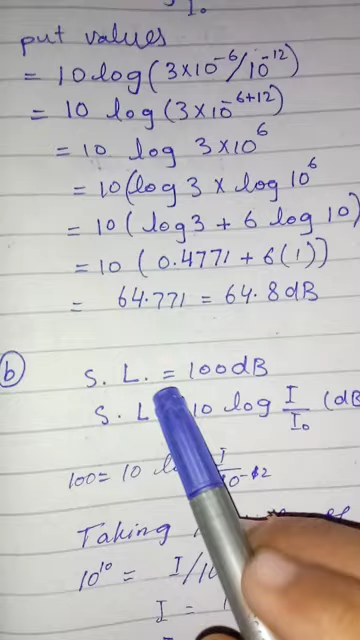 I₀
put values
= 10 log (3×10⁻⁶/10⁻¹²)
= 10 log (3×10⁻⁶⁺¹²)
= 10 log 3×10⁶
= 10 (log 3 × log 10⁶
= 10 ( log 3 + 6 log 10)
= 10 ( 0.4771 + 6(1))
= 64.771 = 64.8 dB
(b) S. L. = 100 dB
S. L 10 log I/I₀ (dB
100 = 10 I
Taking
10¹⁰ = I/10
I =